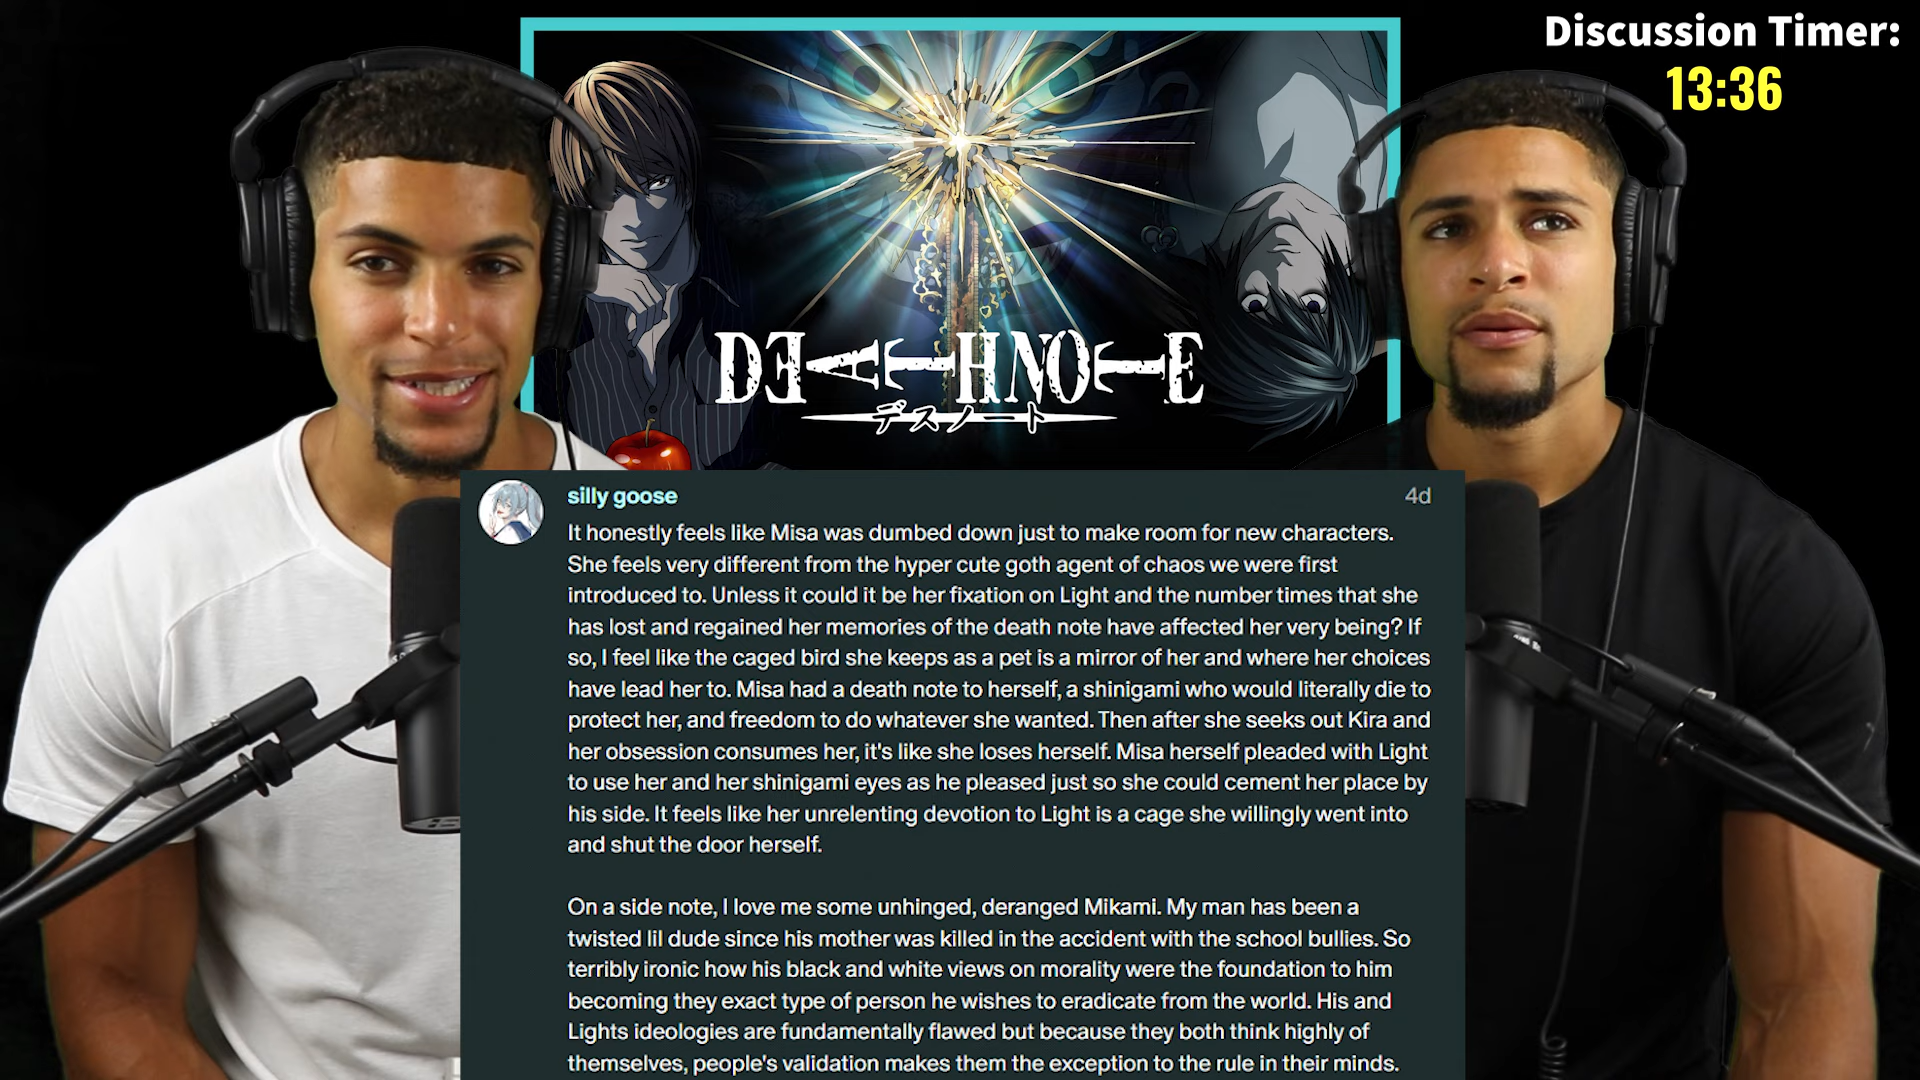 Discussion Timer:
13:36
DEATH NOTE
デスノート
silly goose
4d
It honestly feels like Misa was dumbed down just to make room for new characters.
She feels very different from the hyper cute goth agent of chaos we were first
introduced to. Unless it could it be her fixation on Light and the number times that she
has lost and regained her memories of the death note have affected her very being? If
so, I feel like the caged bird she keeps as a pet is a mirror of her and where her choices
have lead her to. Misa had a death note to herself, a shinigami who would literally die to
protect her, and freedom to do whatever she wanted. Then after she seeks out Kira and
her obsession consumes her, it's like she loses herself. Misa herself pleaded with Light
to use her and her shinigami eyes as he pleased just so she could cement her place by
his side. It feels like her unrelenting devotion to Light is a cage she willingly went into
and shut the door herself.
On a side note, I love me some unhinged, deranged Mikami. My man has been a
twisted lil dude since his mother was killed in the accident with the school bullies. So
terribly ironic how his black and white views on morality were the foundation to him
becoming they exact type of person he wishes to eradicate from the world. His and
Lights ideologies are fundamentally flawed but because they both think highly of
themselves, people's validation makes them the exception to the rule in their minds.